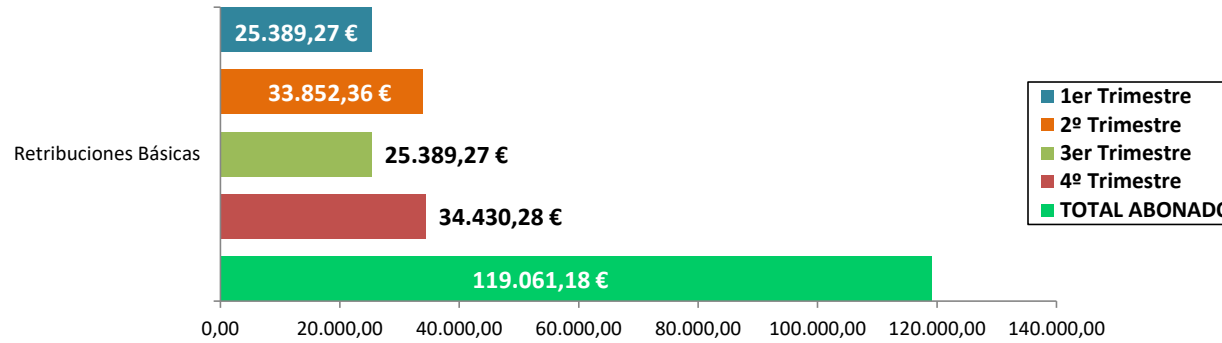 25.389,27 €
33.852,36 €
Retribuciones Básicas
25.389,27 €
34.430,28 €
119.061,18 €
0,00 20.000,00 40.000,00 60.000,00 80.000,00 100.000,00 120.000,00 140.000,00
1er Trimestre
2º Trimestre
3er Trimestre
4º Trimestre
TOTAL ABONADO